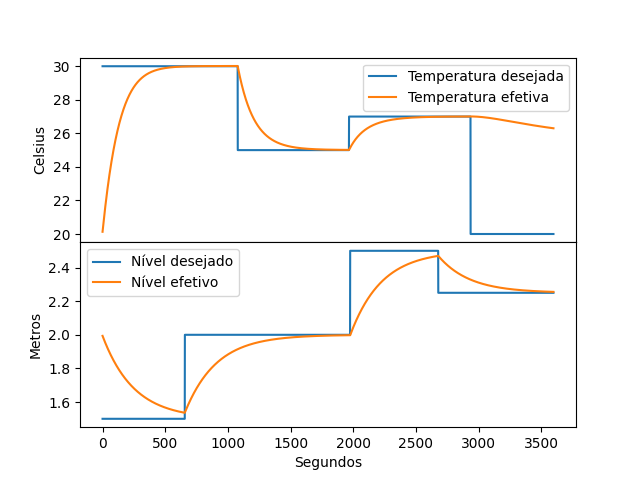 30
28
26
24
22
20
Celsius
Temperatura desejada
Temperatura efetiva
2.4
2.2
2.0
1.8
1.6
Metros
Nível desejado
Nível efetivo
0 500 1000 1500 2000 2500 3000 3500
Segundos